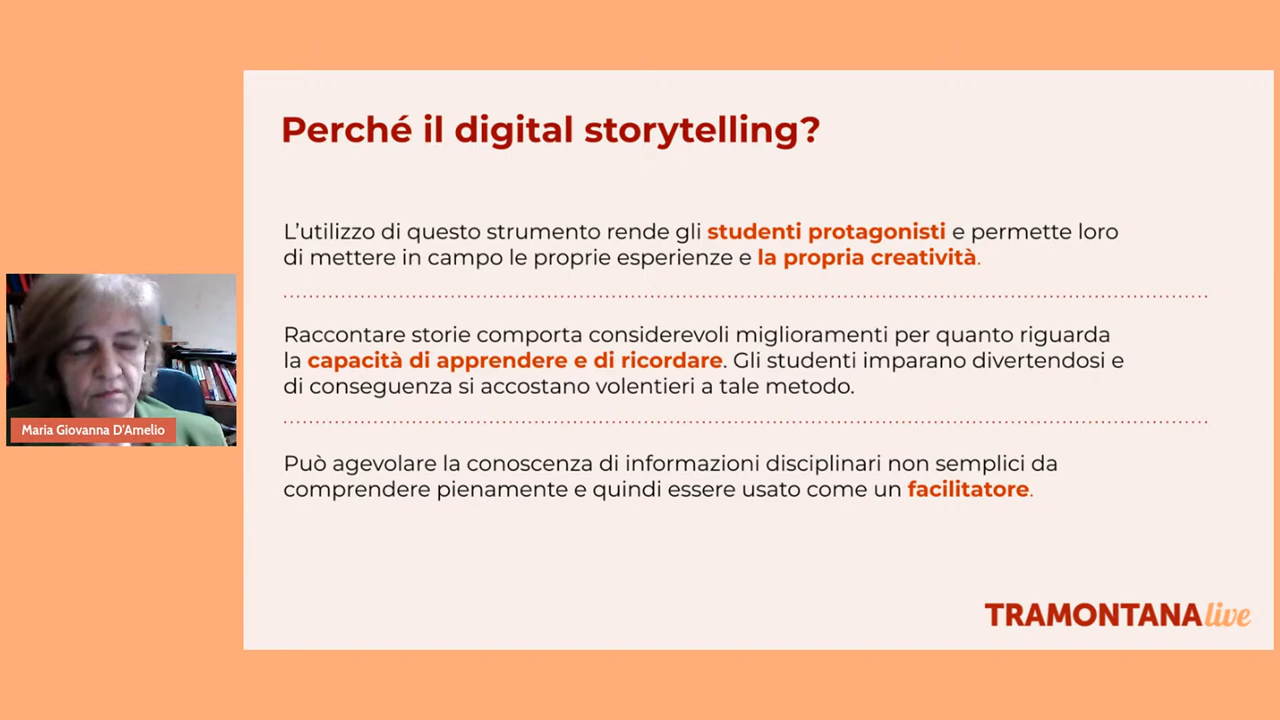 Perché il digital storytelling?
L'utilizzo di questo strumento rende gli studenti protagonisti e permette loro
di mettere in campo le proprie esperienze e la propria creatività.
Raccontare storie comporta considerevoli miglioramenti per quanto riguarda
la capacità di apprendere e di ricordare. Gli studenti imparano divertendosi e
di conseguenza si accostano volentieri a tale metodo.
Può agevolare la conoscenza di informazioni disciplinari non semplici da
comprendere pienamente e quindi essere usato come un facilitatore.
Maria Giovanna D'Amelio
TRAMONTANA live